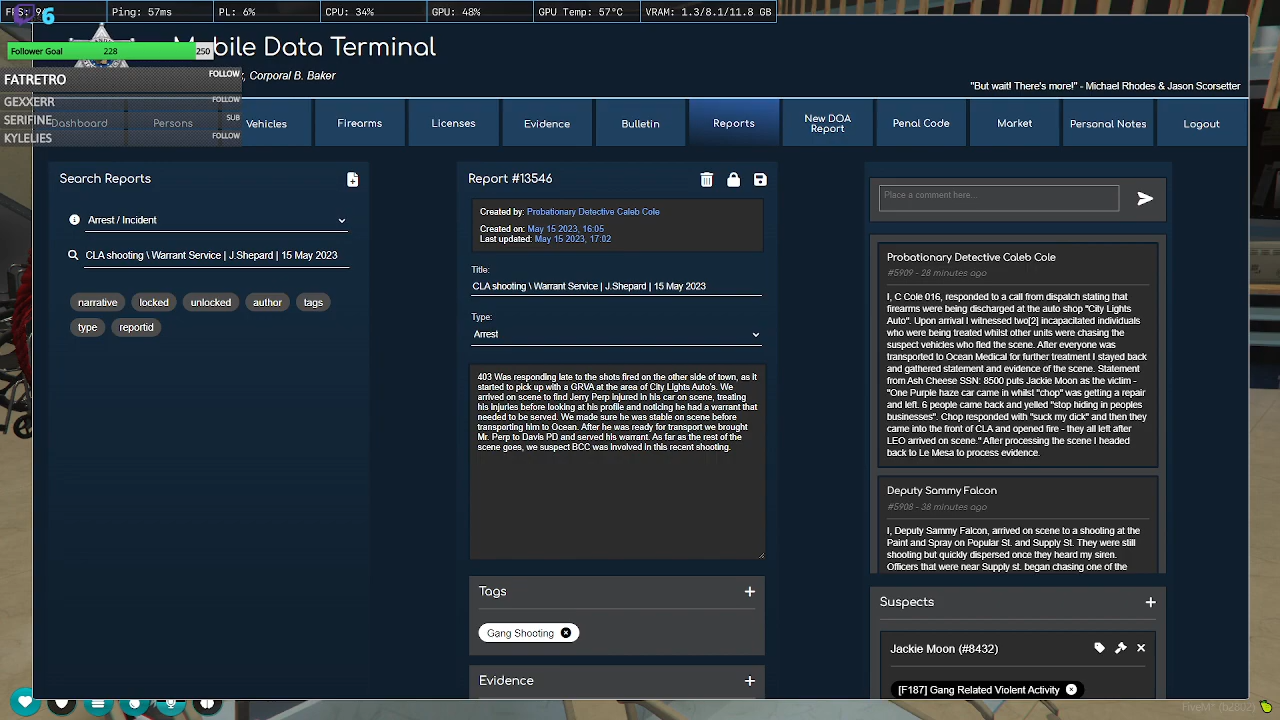 Ping: 57ms
PL: 6%
CPU: 34%
GPU: 48%
GPU Temp: 57°C
VRAM: 1.3/8.1/11.8 GB
6
Follower Goal 228 250
Mobile Data Terminal
FATRETRO FOLLOW
GEXXERR FOLLOW
SERIFINE SUB
KYLELIES FOLLOW
Corporal B. Baker
"But wait! There's more!" - Michael Rhodes & Jason Scorsetter
Dashboard
Persons
Vehicles
Firearms
Licenses
Evidence
Bulletin
Reports
New DOA
Report
Penal Code
Market
Personal Notes
Logout
Search Reports
Arrest / Incident
CLA shooting \ Warrant Service | J.Shepard | 15 May 2023
narrative
locked
unlocked
author
tags
type
reportid
Report #13546
Created by: Probationary Detective Caleb Cole
Created on: May 15 2023, 16:05
Last updated: May 15 2023, 17:02
Title:
CLA shooting \ Warrant Service | J.Shepard | 15 May 2023
Type:
Arrest
403 Was responding late to the shots fired on the other side of town, as it
started to pick up with a GRVA at the area of City Lights Auto's. We
arrived on scene to find Jerry Perp injured in his car on scene, treating
his injuries before looking at his profile and noticing he had a warrant that
needed to be served. We made sure he was stable on scene before
transporting him to Ocean. After he was ready for transport we brought
Mr. Perp to Davis PD and served his warrant. As far as the rest of the
scene goes, we suspect BCC was involved in this recent shooting.
Tags
Gang Shooting
Evidence
Place a comment here...
Probationary Detective Caleb Cole
#5909 - 28 minutes ago
I, C Cole 016, responded to a call from dispatch stating that
firearms were being discharged at the auto shop "City Lights
Auto". Upon arrival I witnessed two[2] incapacitated individuals
who were being treated whilst other units were chasing the
suspect vehicles who fled the scene. After everyone was
transported to Ocean Medical for further treatment I stayed back
and gathered statement and evidence of the scene. Statement
from Ash Cheese SSN: 8500 puts Jackie Moon as the victim -
"One Purple haze car came in whilst "chop" was getting a repair
and left. 6 people came back and yelled "stop hiding in peoples
businesses". Chop responded with "suck my dick" and then they
came into the front of CLA and opened fire - they all left after
LEO arrived on scene." After processing the scene I headed
back to Le Mesa to process evidence.
Deputy Sammy Falcon
#5908 - 38 minutes ago
I, Deputy Sammy Falcon, arrived on scene to a shooting at the
Paint and Spray on Popular St. and Supply St. They were still
shooting but quickly dispersed once they heard my siren.
Officers that were near Supply st. began chasing one of the
Suspects
Jackie Moon (#8432)
[F187] Gang Related Violent Activity